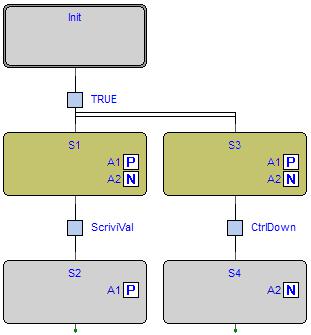 Init
TRUE
S1
A1 P
A2 N
S3
A1 P
A2 N
ScriviVal
CtrlDown
S2
A1 P
S4
A2 N